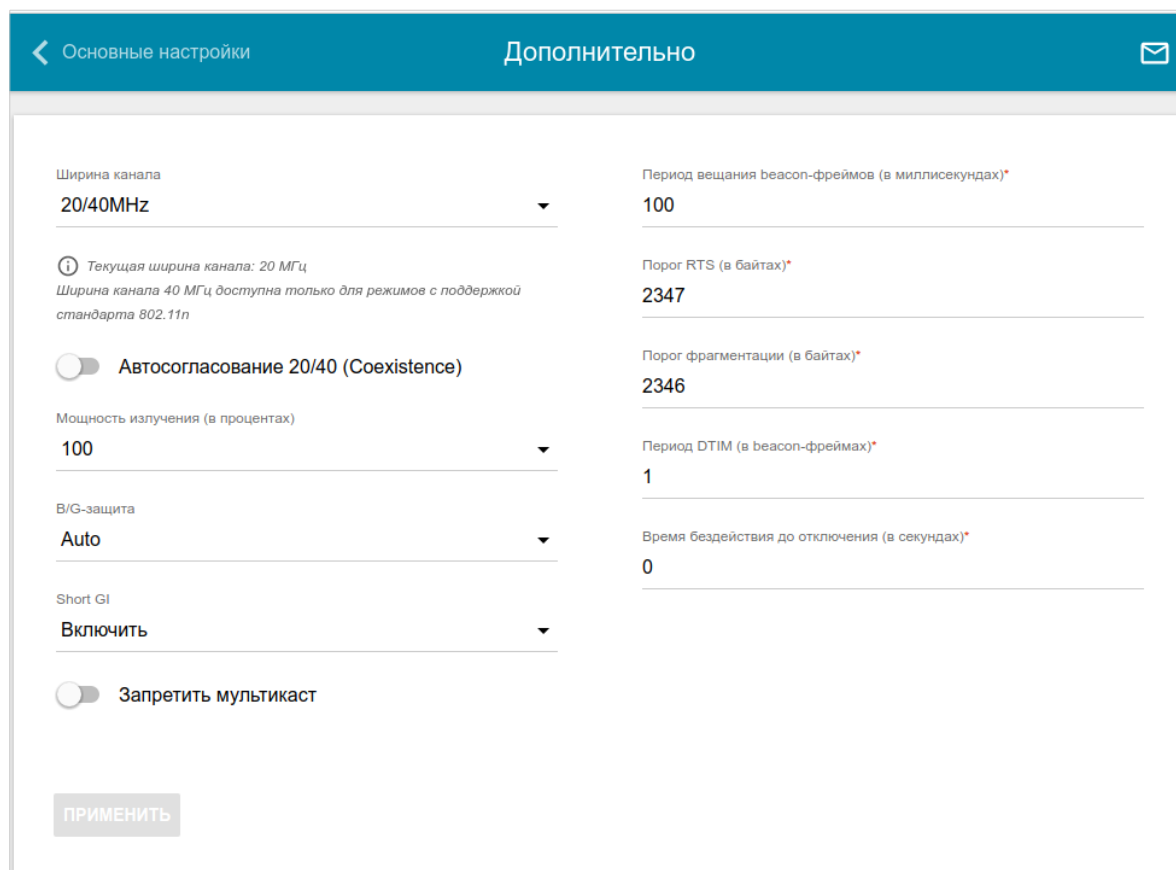 Основные настройки
Дополнительно
Ширина канала
20/40MHz
Текущая ширина канала: 20 МГц
Ширина канала 40 МГц доступна только для режимов с поддержкой
стандарта 802.11n
Автосогласование 20/40 (Coexistence)
Мощность излучения (в процентах)
100
B/G-защита
Auto
Short GI
Включить
Запретить мультикаст
ПРИМЕНИТЬ
Период вещания beacon-фреймов (в миллисекундах)*
100
Порог RTS (в байтах)*
2347
Порог фрагментации (в байтах)*
2346
Период DTIM (в beacon-фреймах)*
1
Время бездействия до отключения (в секундах)*
0